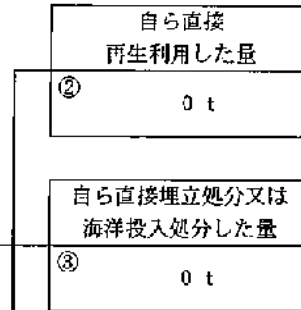 自ら直接
再生利用した量
②
0 t
自ら直接埋立処分又は
海洋投入処分した量
③
0 t